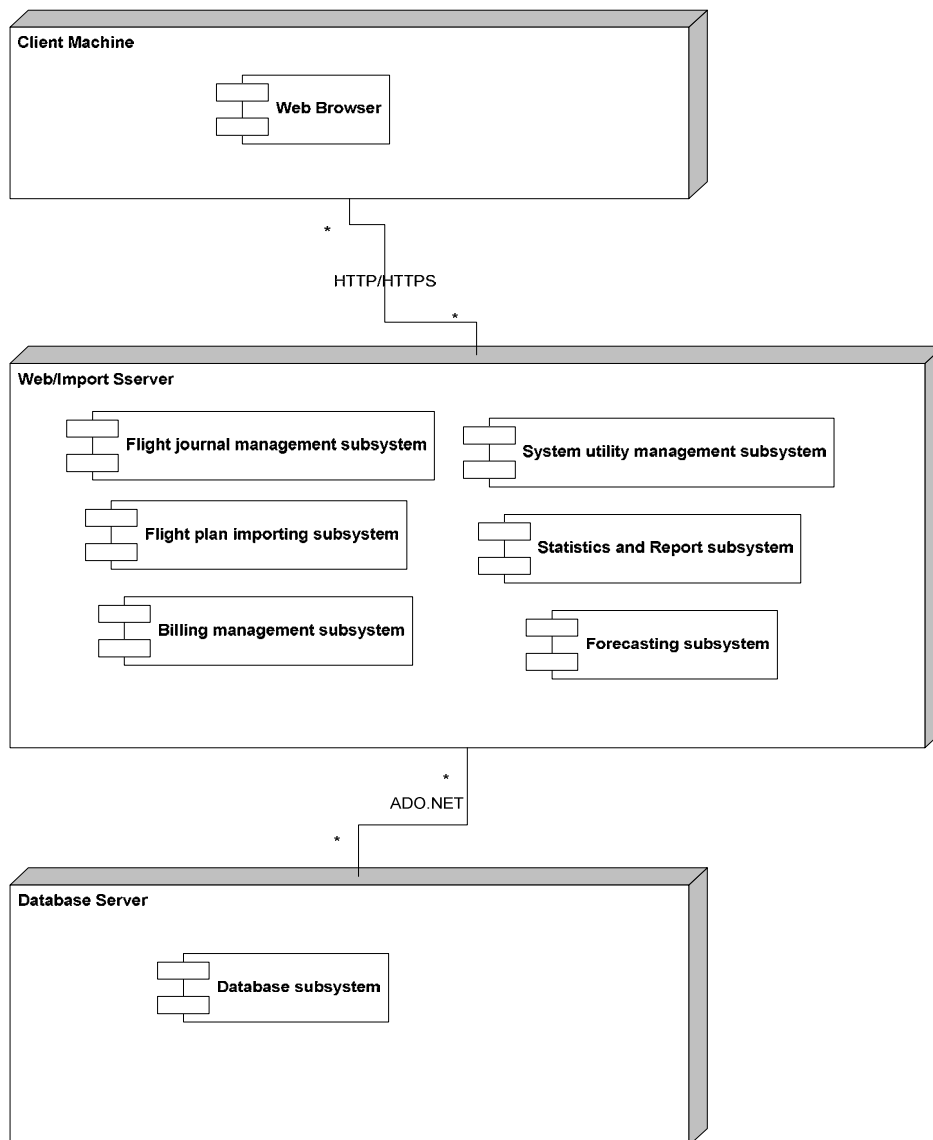 Client Machine
Web Browser
*
HTTP/HTTPS
*
Web/Import Sserver
Flight journal management subsystem
System utility management subsystem
Flight plan importing subsystem
Statistics and Report subsystem
Billing management subsystem
Forecasting subsystem
*
ADO.NET
*
Database Server
Database subsystem